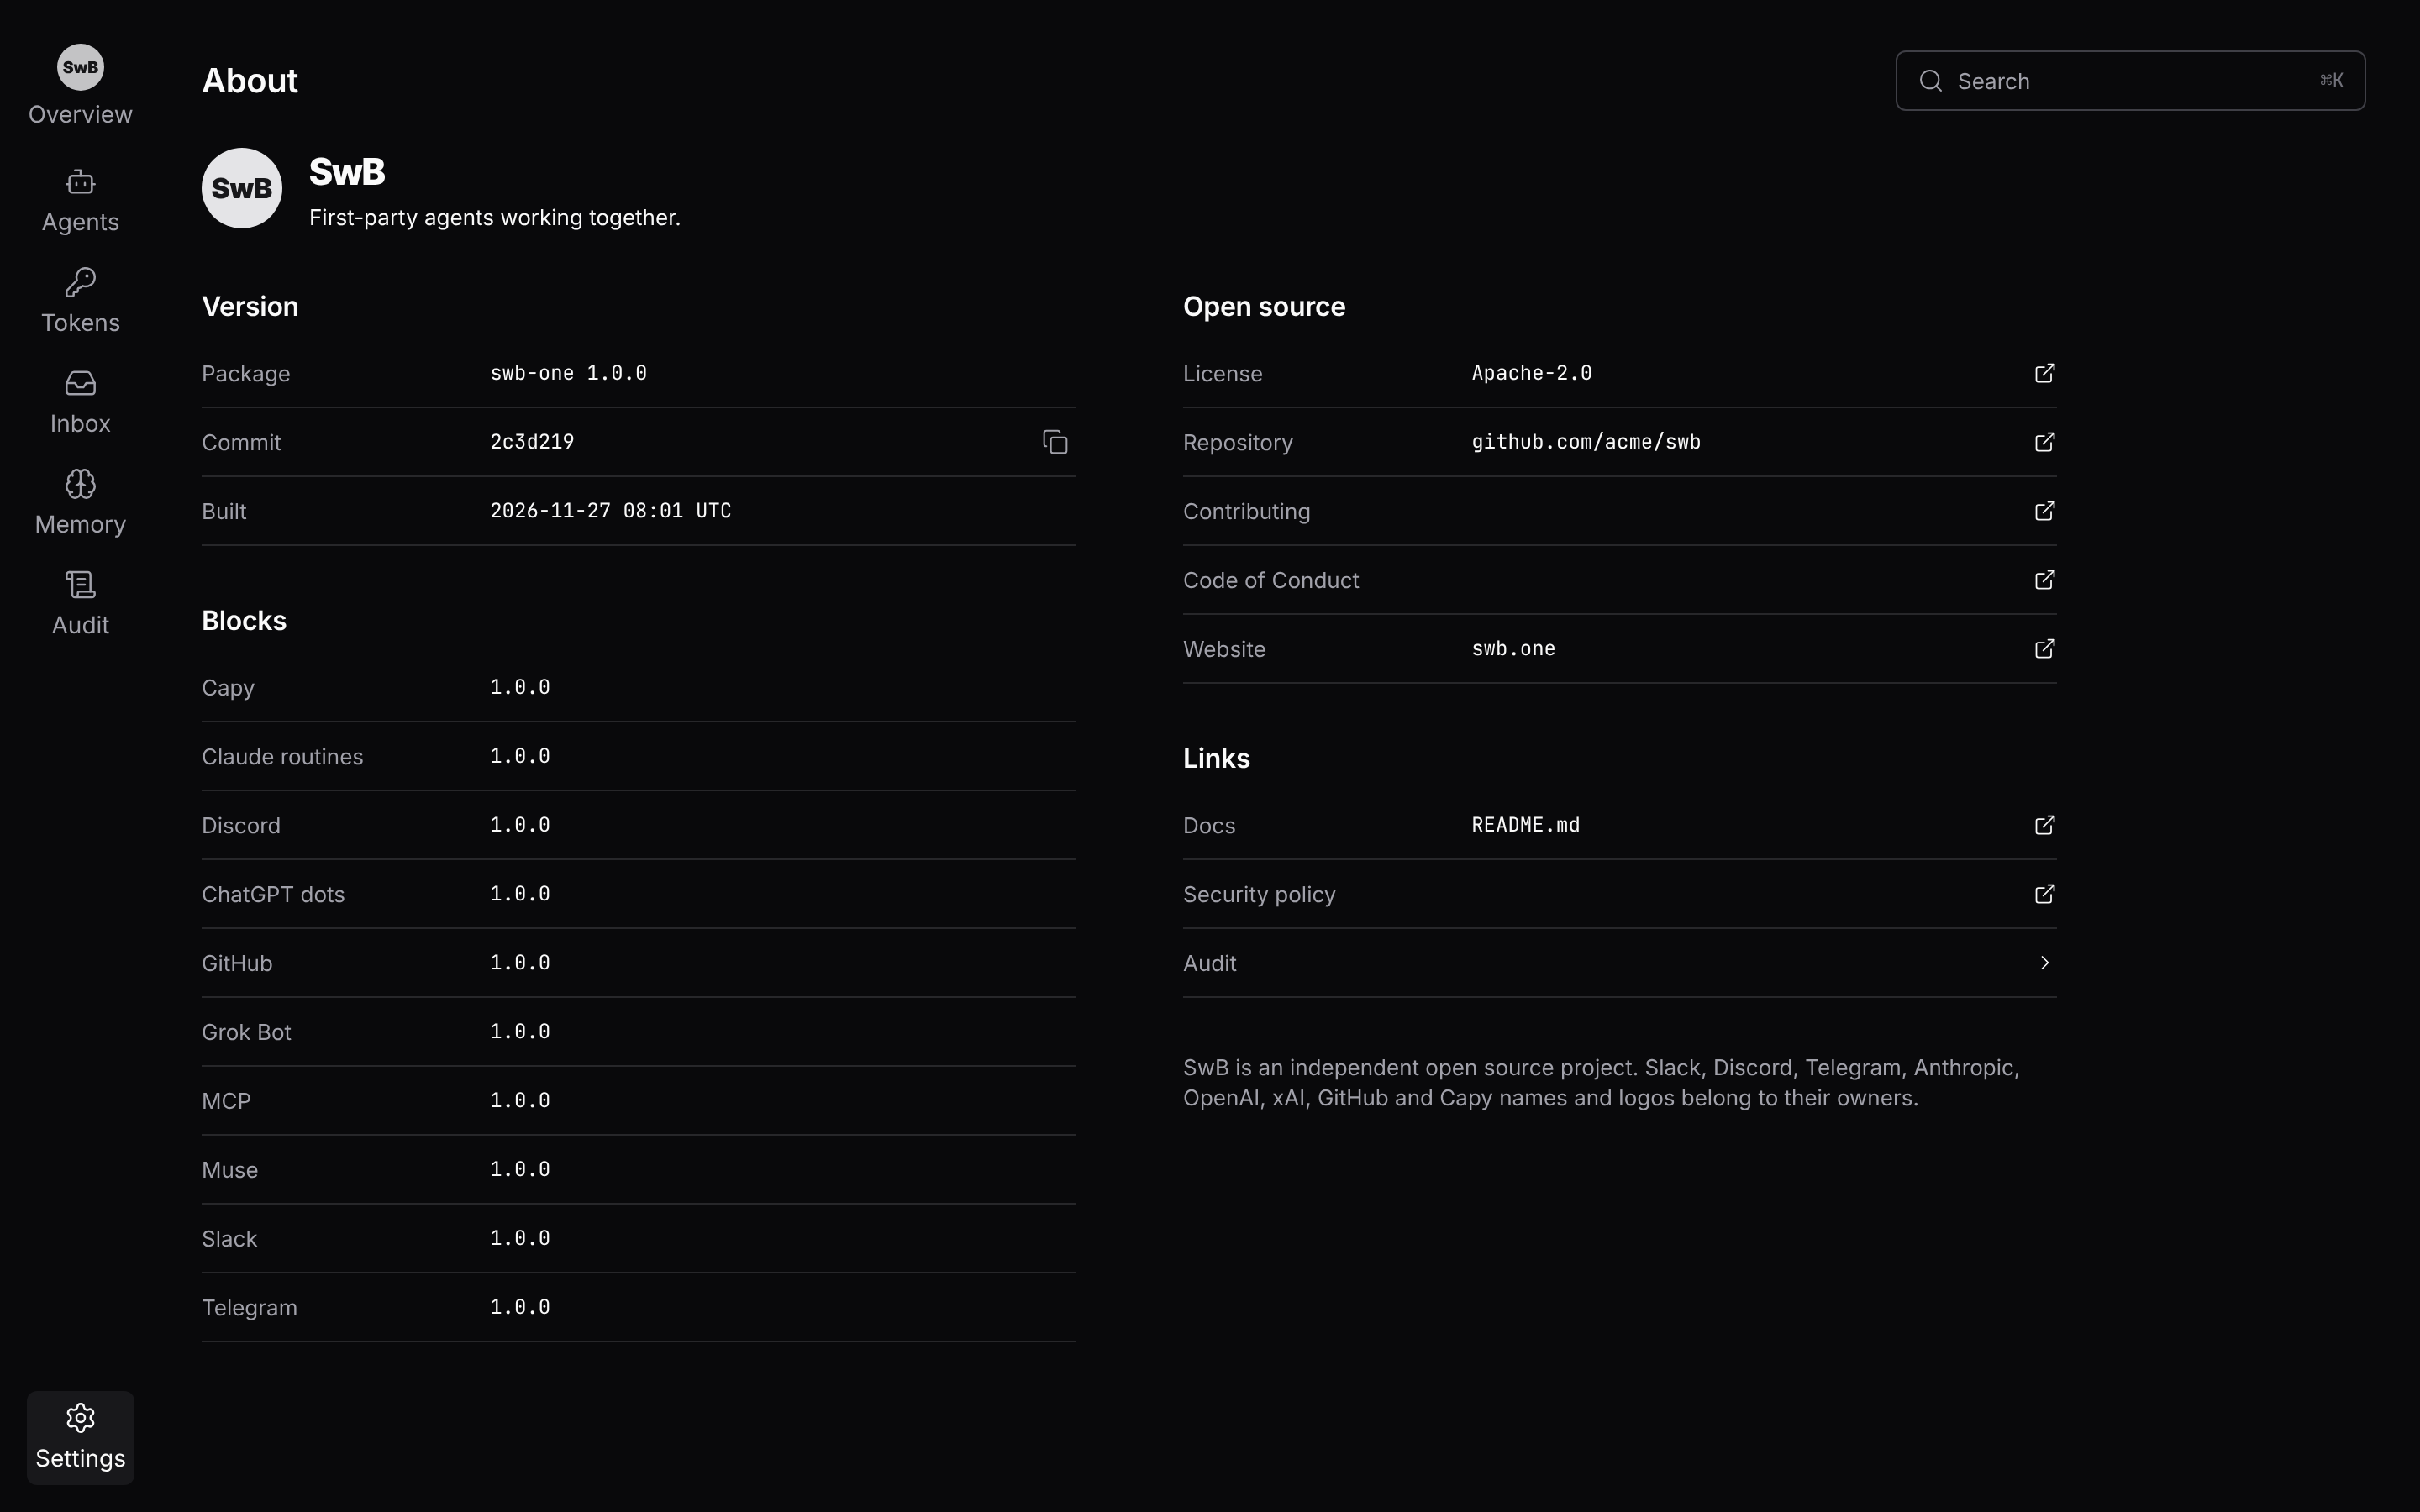 SwB
Overview
Agents
Tokens
Inbox
Memory
Audit
Settings
About
Search ⌘K
SwB
SwB
First-party agents working together.
Version
Package swb-one 1.0.0
Commit 2c3d219
Built 2026-11-27 08:01 UTC
Blocks
Capy 1.0.0
Claude routines 1.0.0
Discord 1.0.0
ChatGPT dots 1.0.0
GitHub 1.0.0
Grok Bot 1.0.0
MCP 1.0.0
Muse 1.0.0
Slack 1.0.0
Telegram 1.0.0
Open source
License Apache-2.0
Repository github.com/acme/swb
Contributing
Code of Conduct
Website swb.one
Links
Docs README.md
Security policy
Audit
SwB is an independent open source project. Slack, Discord, Telegram, Anthropic,
OpenAI, xAI, GitHub and Capy names and logos belong to their owners.